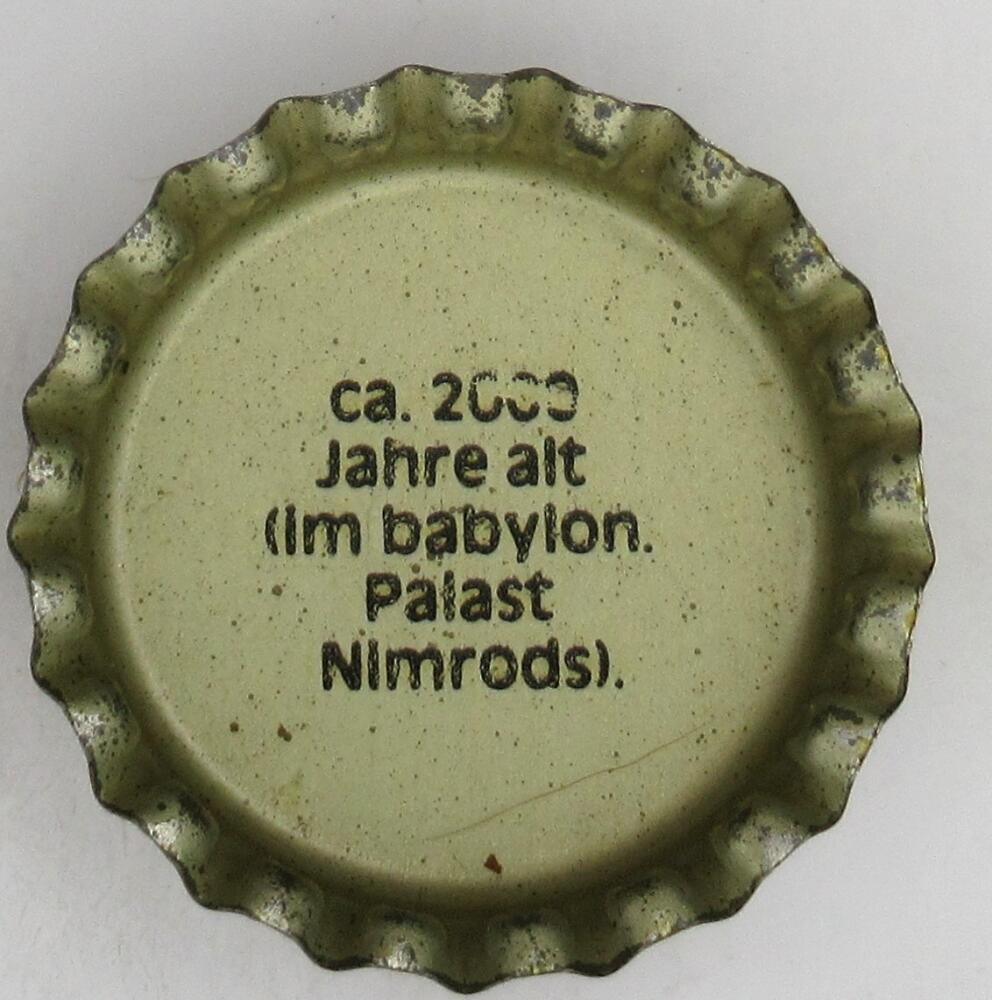 ca. 2000
Jahre alt
(im babylon.
Palast
Nimrods).